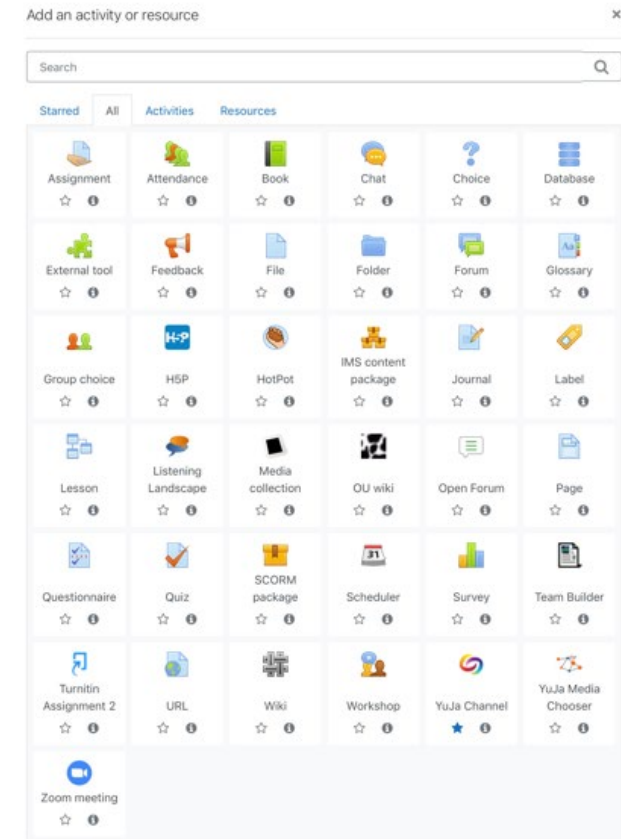 Add an activity or resource
Search
Starred All Activities Resources
Assignment Attendance Book Chat Choice Database
31
External tool Feedback File Folder Forum Glossary
Aa
Group choice H5P HotPot IMS content package Journal Label
H-P
Lesson Listening Landscape Media collection OU wiki Open Forum Page
Questionnaire Quiz SCORM package Scheduler Survey Team Builder
Turnitin Assignment 2 URL Wiki Workshop YuJa Channel YuJa Media Chooser
Zoom meeting